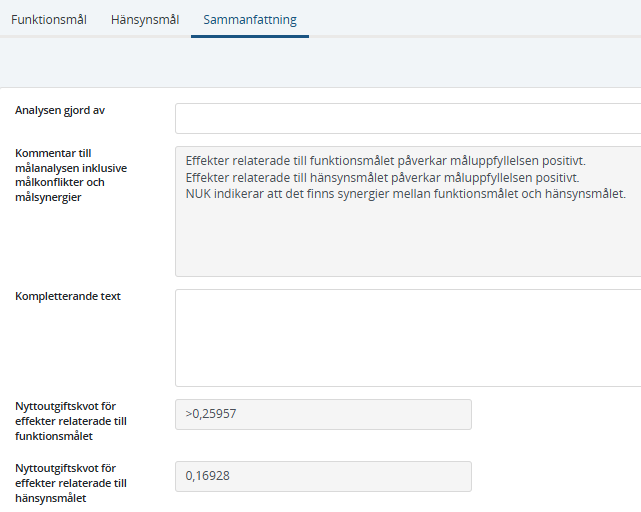 Funktionsmål Hänsynsmål Sammanfattning
Analysen gjord av
Kommentar till
målanalysen inklusive
målkonflikter och
målsynergier
Effekter relaterade till funktionsmålet påverkar måluppfyllelsen positivt.
Effekter relaterade till hänsynsmålet påverkar måluppfyllelsen positivt.
NUK indikerar att det finns synergier mellan funktionsmålet och hänsynsmålet.
Kompletterande text
Nyttoutgiftskvot för
effekter relaterade till
funktionsmålet
>0,25957
Nyttoutgiftskvot för
effekter relaterade till
hänsynsmålet
0,16928